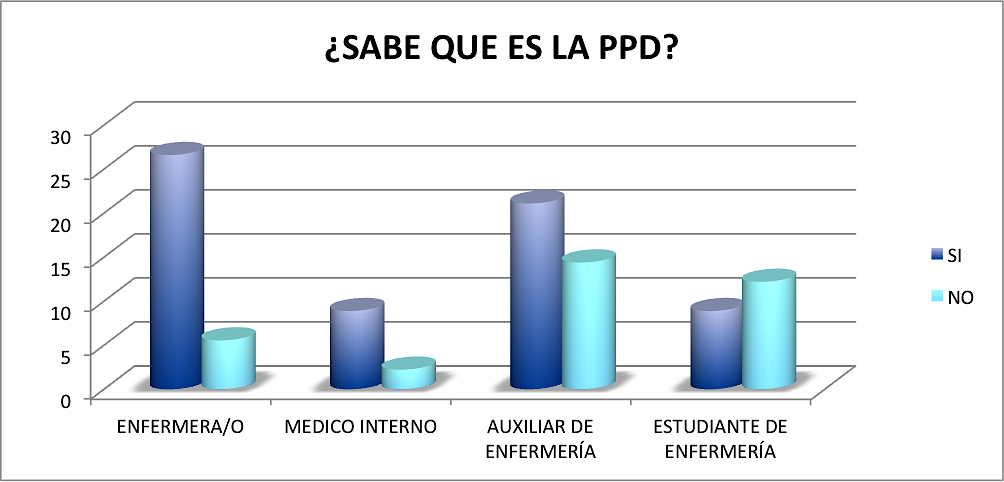 ¿SABE QUE ES LA PPD?
30
25
20
15
10
5
0
ENFERMERA/O
MEDICO INTERNO
AUXILIAR DE
ENFERMERÍA
ESTUDIANTE DE
ENFERMERÍA
SI
NO